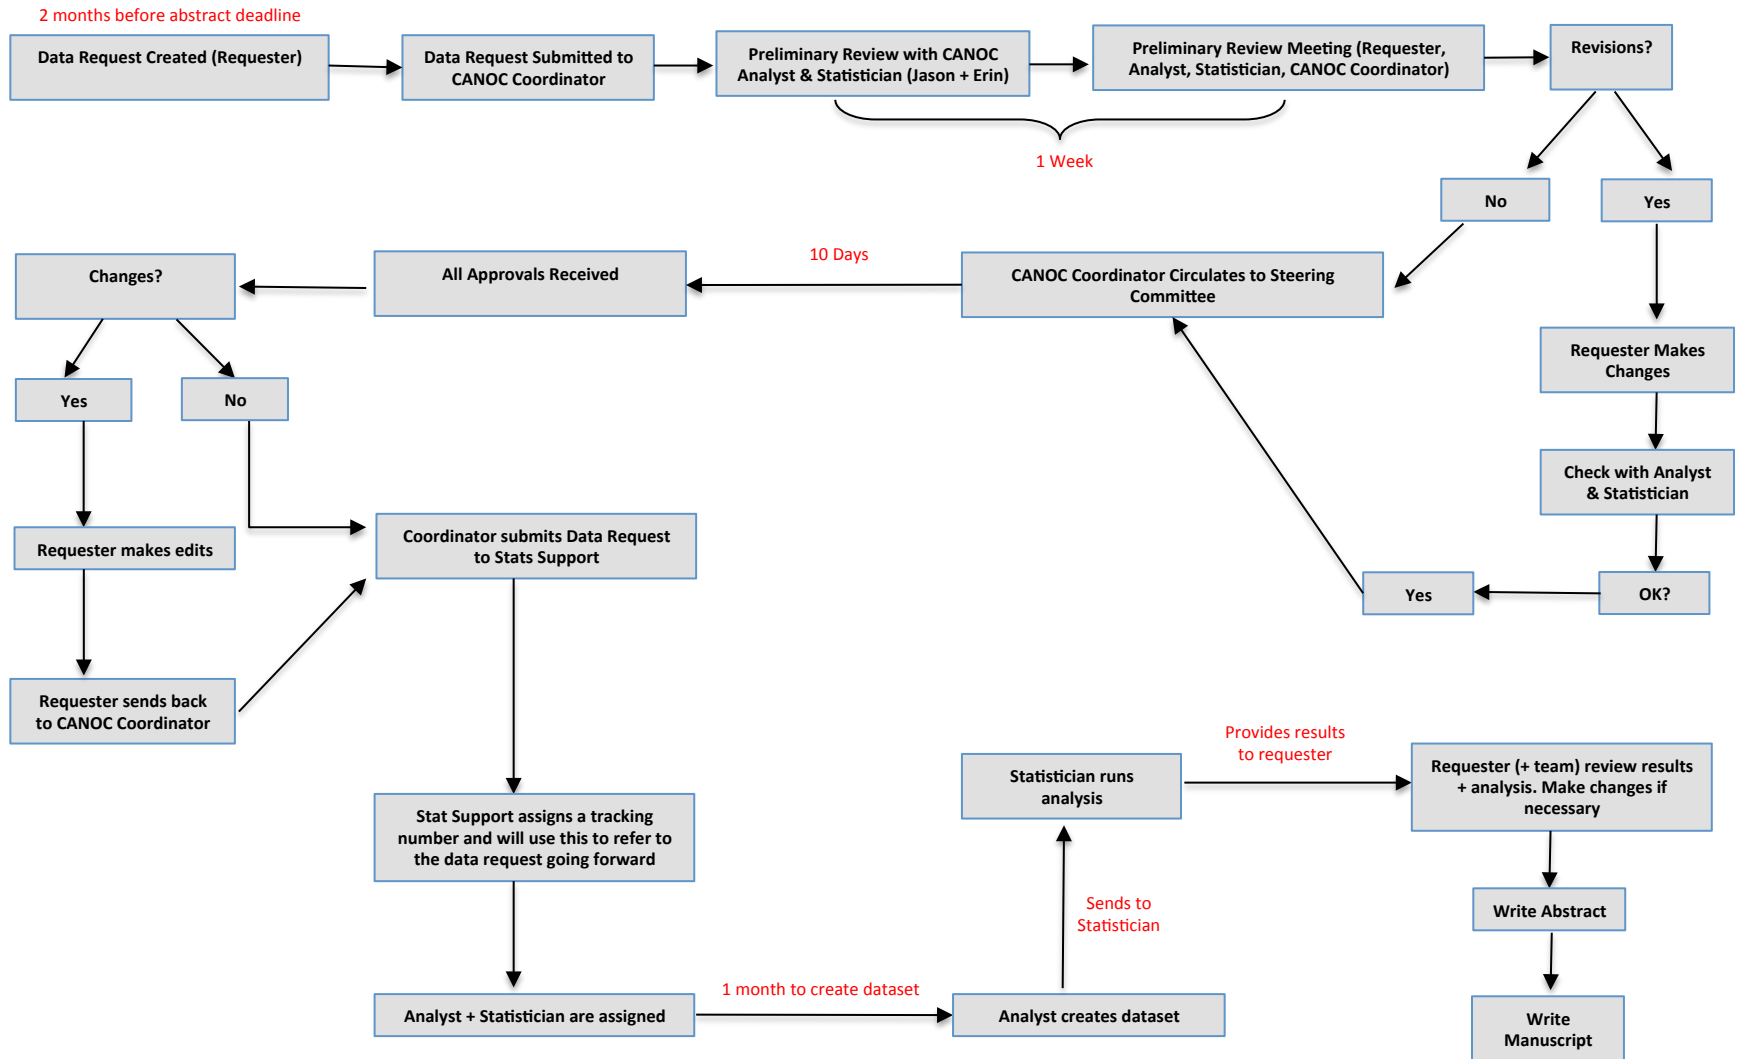 2 months before abstract deadline
Data Request Created (Requester)
Data Request Submitted to
CANOC Coordinator
Preliminary Review with CANOC
Analyst & Statistician (Jason + Erin)
Preliminary Review Meeting (Requester,
Analyst, Statistician, CANOC Coordinator)
Revisions?
1 Week
No
Yes
Changes?
All Approvals Received
10 Days
CANOC Coordinator Circulates to Steering
Committee
Requester Makes
Changes
Yes
No
Check with Analyst
& Statistician
Requester makes edits
Coordinator submits Data Request
to Stats Support
Yes
OK?
Requester sends back
to CANOC Coordinator
Stat Support assigns a tracking
number and will use this to refer to
the data request going forward
Statistician runs
analysis
Provides results
to requester
Requester (+ team) review results
+ analysis. Make changes if
necessary
Sends to
Statistician
Write Abstract
Analyst + Statistician are assigned
1 month to create dataset
Analyst creates dataset
Write
Manuscript